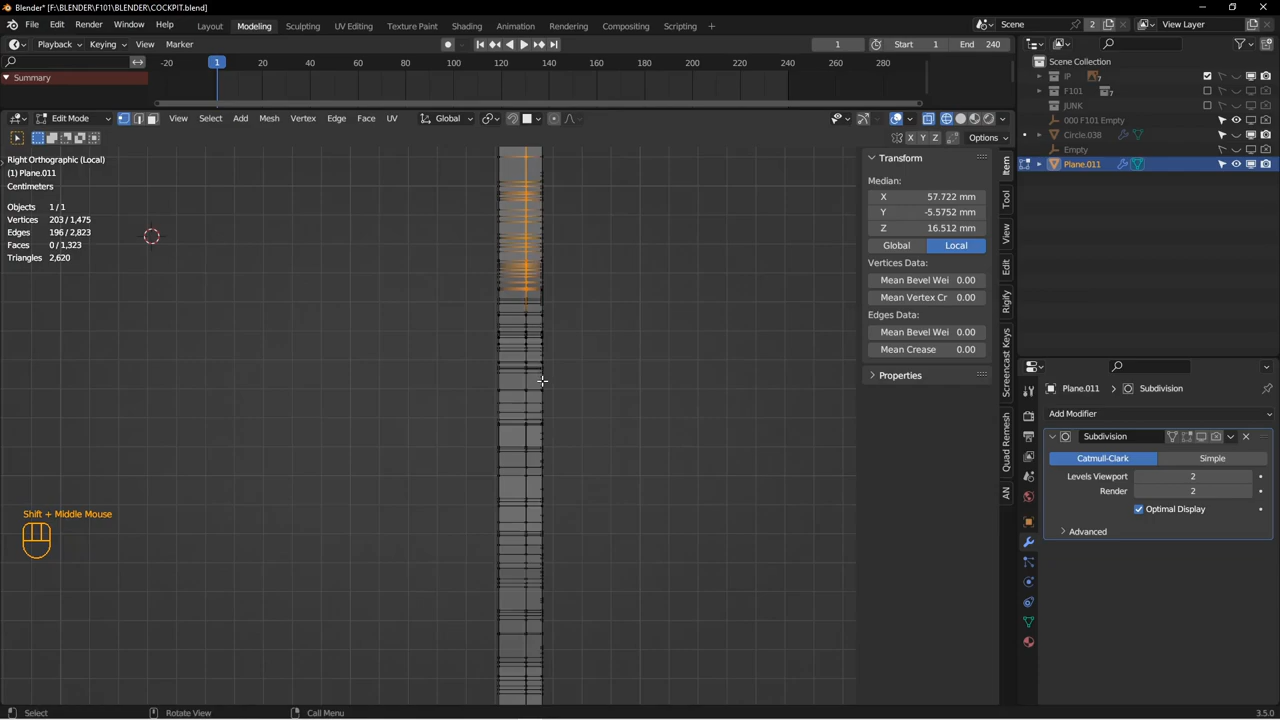 Blender* [F:\BLENDER\F101\COCKPIT.blend]
File Edit Render Window Help Layout Modeling Sculpting UV Editing Texture Paint Shading Animation Rendering Compositing Scripting Scene 2 View Layer
Playback Keying View Marker 1 Start 1 End 240
-20 1 20 40 60 80 100 120 140 160 180 200 220 240 260 280
Summary
Edit Mode View Select Add Mesh Vertex Edge Face UV Global
X Y Z Options
Right Orthographic (Local)
(1) Plane.011
Centimeters
Objects 1 / 1
Vertices 203 / 1,475
Edges 196 / 2,823
Faces 0 / 1,323
Triangles 2,620
Transform
Median:
X 57.722 mm
Y -5.5752 mm
Z 16.512 mm
Global Local
Vertices Data:
Mean Bevel Wei 0.00
Mean Vertex Cr 0.00
Edges Data:
Mean Bevel Wei 0.00
Mean Crease 0.00
Properties
Item
Tool
View
Edit
Rigify
Screencast Keys
Quad Remesh
AN
Scene Collection
IP 7
F101 7
JUNK
000 F101 Empty
Circle.038
Empty
Plane.011
Plane.011 Subdivision
Add Modifier
Subdivision
Catmull-Clark Simple
Levels Viewport 2
Render 2
Optimal Display
Advanced
Shift + Middle Mouse
Select Rotate View Call Menu 3.5.0